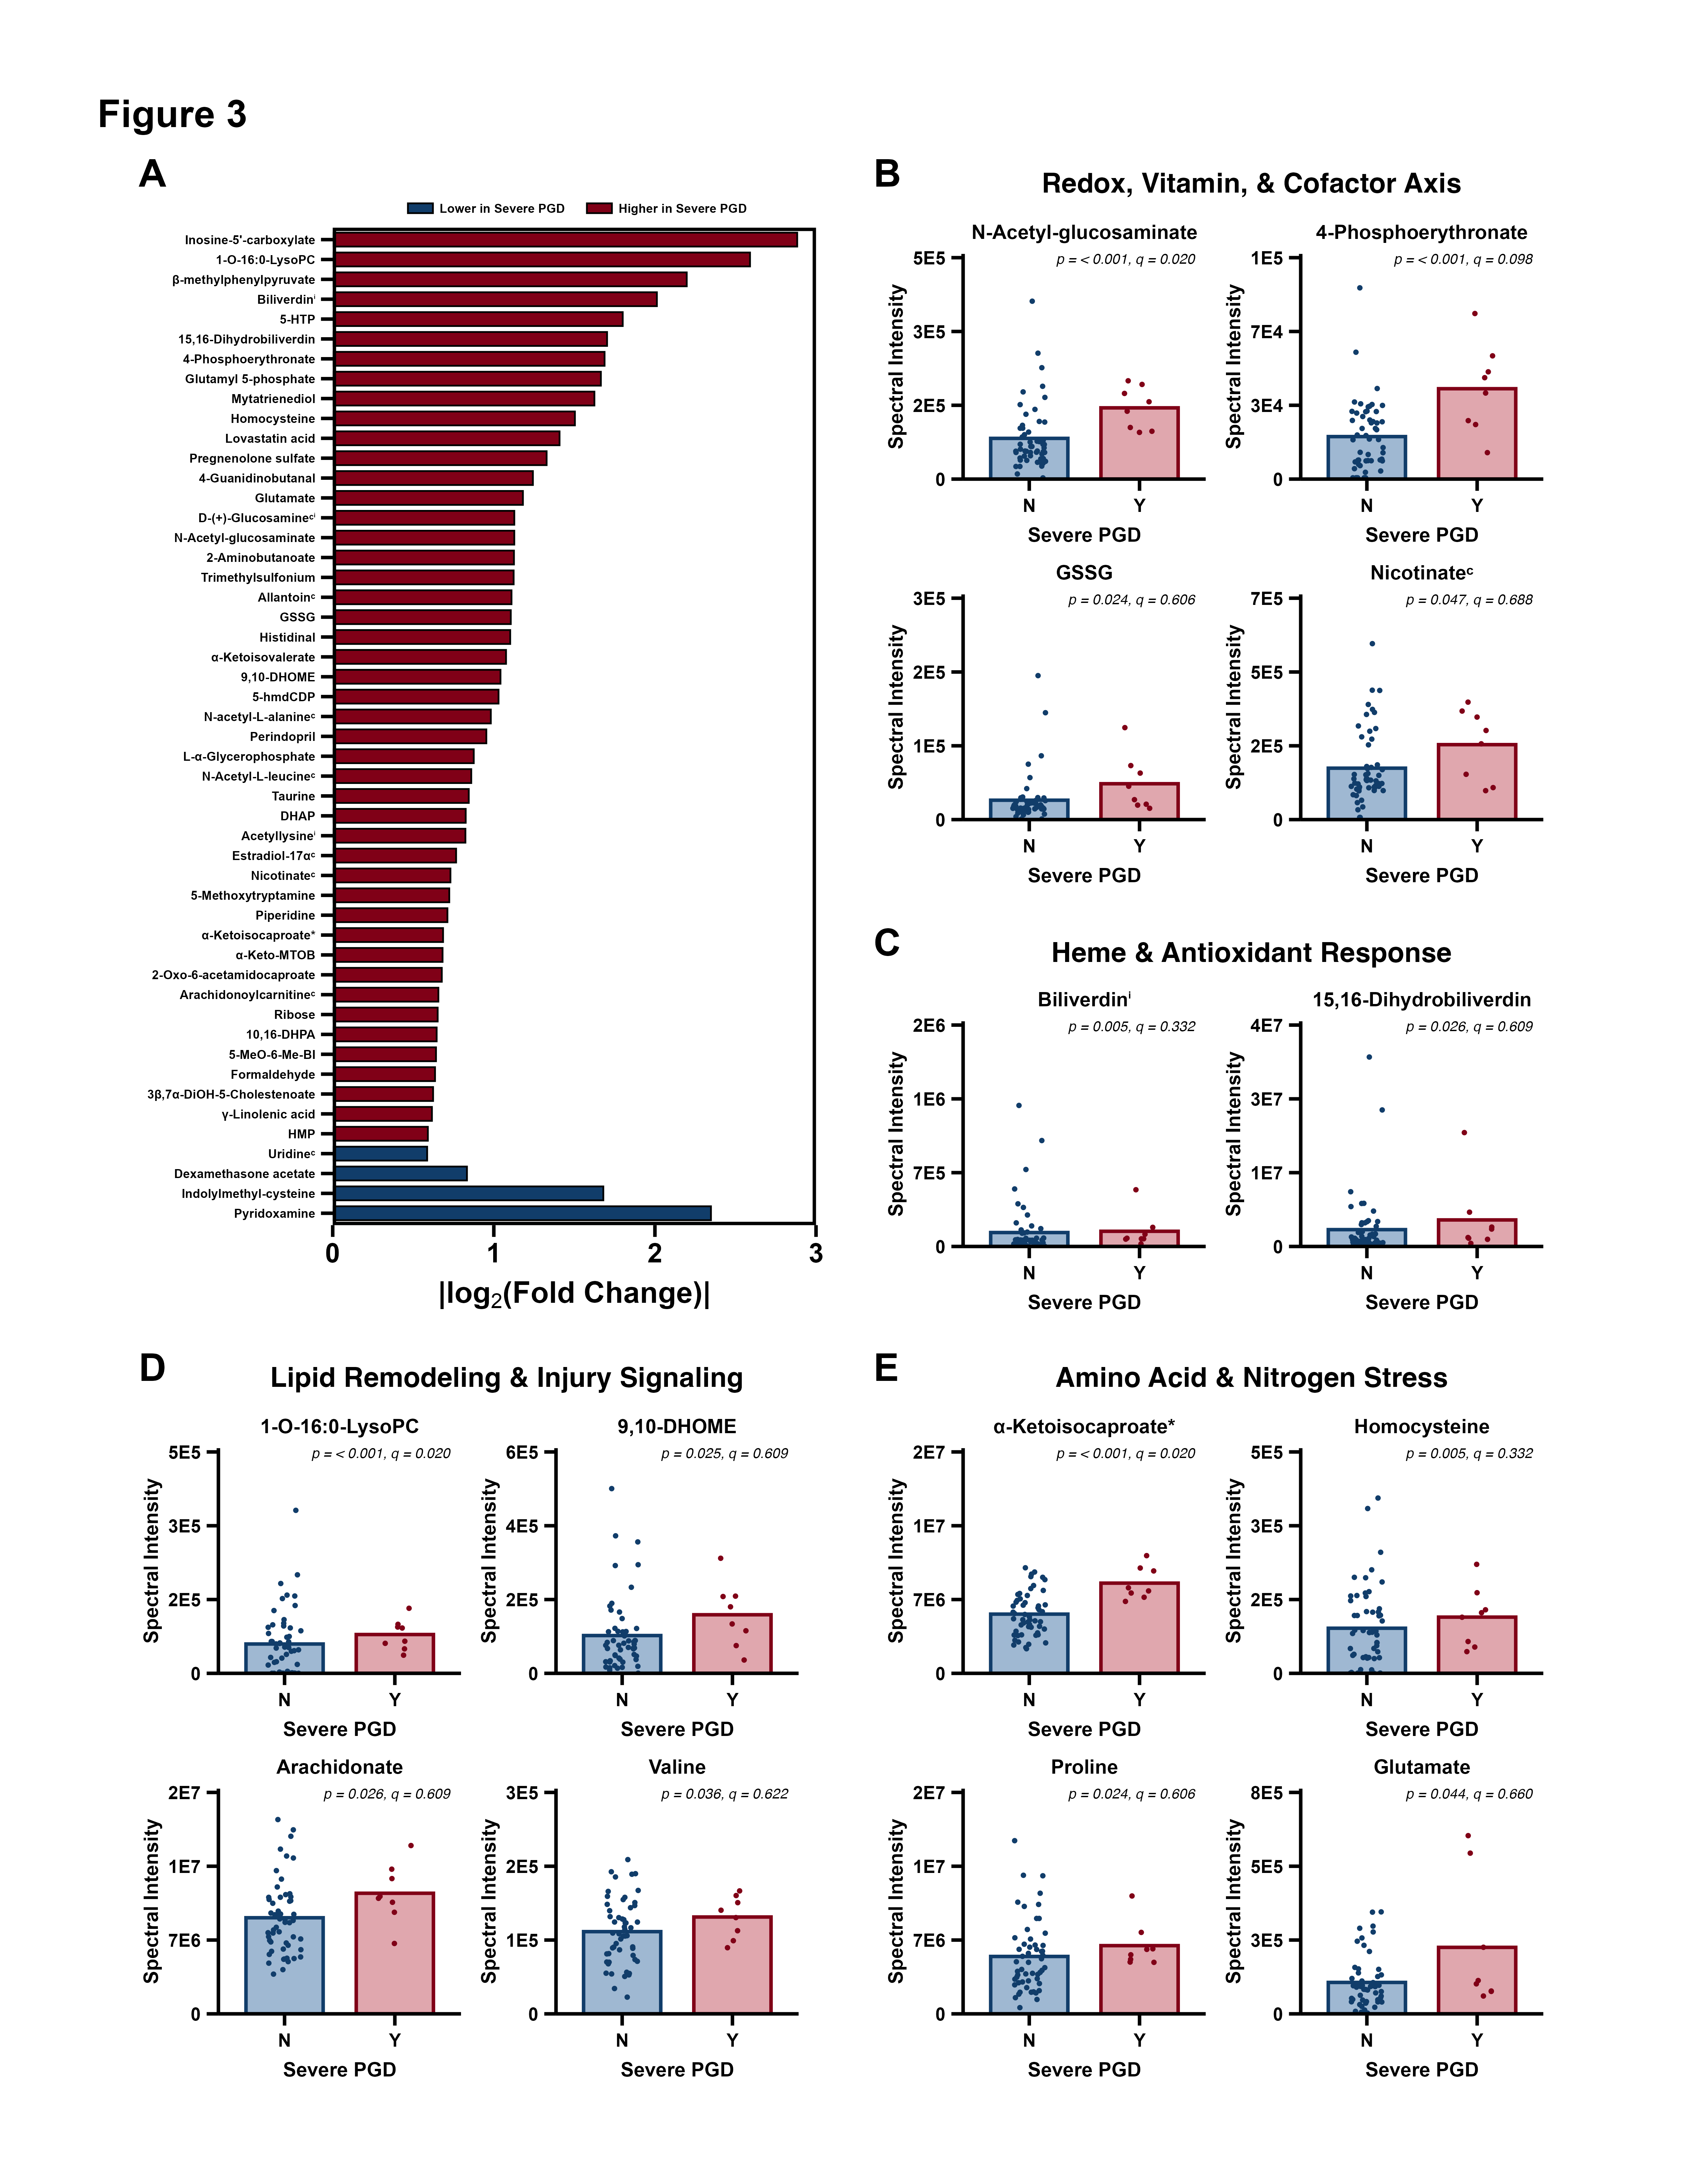 Figure 3
A
Lower in Severe PGD
Higher in Severe PGD
Inosine-5'-carboxylate
1-O-16:0-LysoPC
β-methylphenylpyruvate
Biliverdinⁱ
5-HTP
15,16-Dihydrobiliverdin
4-Phosphoerythronate
Glutamyl 5-phosphate
Mytatrienediol
Homocysteine
Lovastatin acid
Pregnenolone sulfate
4-Guanidinobutanal
Glutamate
D-(+)-Glucosamineᶜⁱ
N-Acetyl-glucosaminate
2-Aminobutanoate
Trimethylsulfonium
Allantoinᶜ
GSSG
Histidinal
α-Ketoisovalerate
9,10-DHOME
5-hmdCDP
N-acetyl-L-alanineᶜ
Perindopril
L-α-Glycerophosphate
N-Acetyl-L-leucineᶜ
Taurine
DHAP
Acetyllysineⁱ
Estradiol-17αᶜ
Nicotinateᶜ
5-Methoxytryptamine
Piperidine
α-Ketoisocaproate*
α-Keto-MTOB
2-Oxo-6-acetamidocaproate
Arachidonoylcarnitineᶜ
Ribose
10,16-DHPA
5-MeO-6-Me-BI
Formaldehyde
3β,7α-DiOH-5-Cholestenoate
γ-Linolenic acid
HMP
Uridineᶜ
Dexamethasone acetate
Indolylmethyl-cysteine
Pyridoxamine
0 1 2 3
|log₂(Fold Change)|
B
Redox, Vitamin, & Cofactor Axis
N-Acetyl-glucosaminate
p = < 0.001, q = 0.020
Spectral Intensity
5E5
3E5
2E5
0
N Y
Severe PGD
4-Phosphoerythronate
p = < 0.001, q = 0.098
Spectral Intensity
1E5
7E4
3E4
0
N Y
Severe PGD
GSSG
p = 0.024, q = 0.606
Spectral Intensity
3E5
2E5
1E5
0
N Y
Severe PGD
Nicotinateᶜ
p = 0.047, q = 0.688
Spectral Intensity
7E5
5E5
2E5
0
N Y
Severe PGD
C
Heme & Antioxidant Response
Biliverdinⁱ
p = 0.005, q = 0.332
Spectral Intensity
2E6
1E6
7E5
0
N Y
Severe PGD
15,16-Dihydrobiliverdin
p = 0.026, q = 0.609
Spectral Intensity
4E7
3E7
1E7
0
N Y
Severe PGD
D
Lipid Remodeling & Injury Signaling
1-O-16:0-LysoPC
p = < 0.001, q = 0.020
Spectral Intensity
5E5
3E5
2E5
0
N Y
Severe PGD
9,10-DHOME
p = 0.025, q = 0.609
Spectral Intensity
6E5
4E5
2E5
0
N Y
Severe PGD
Arachidonate
p = 0.026, q = 0.609
Spectral Intensity
2E7
1E7
7E6
0
N Y
Severe PGD
Valine
p = 0.036, q = 0.622
Spectral Intensity
3E5
2E5
1E5
0
N Y
Severe PGD
E
Amino Acid & Nitrogen Stress
α-Ketoisocaproate*
p = < 0.001, q = 0.020
Spectral Intensity
2E7
1E7
7E6
0
N Y
Severe PGD
Homocysteine
p = 0.005, q = 0.332
Spectral Intensity
5E5
3E5
2E5
0
N Y
Severe PGD
Proline
p = 0.024, q = 0.606
Spectral Intensity
2E7
1E7
7E6
0
N Y
Severe PGD
Glutamate
p = 0.044, q = 0.660
Spectral Intensity
8E5
5E5
3E5
0
N Y
Severe PGD